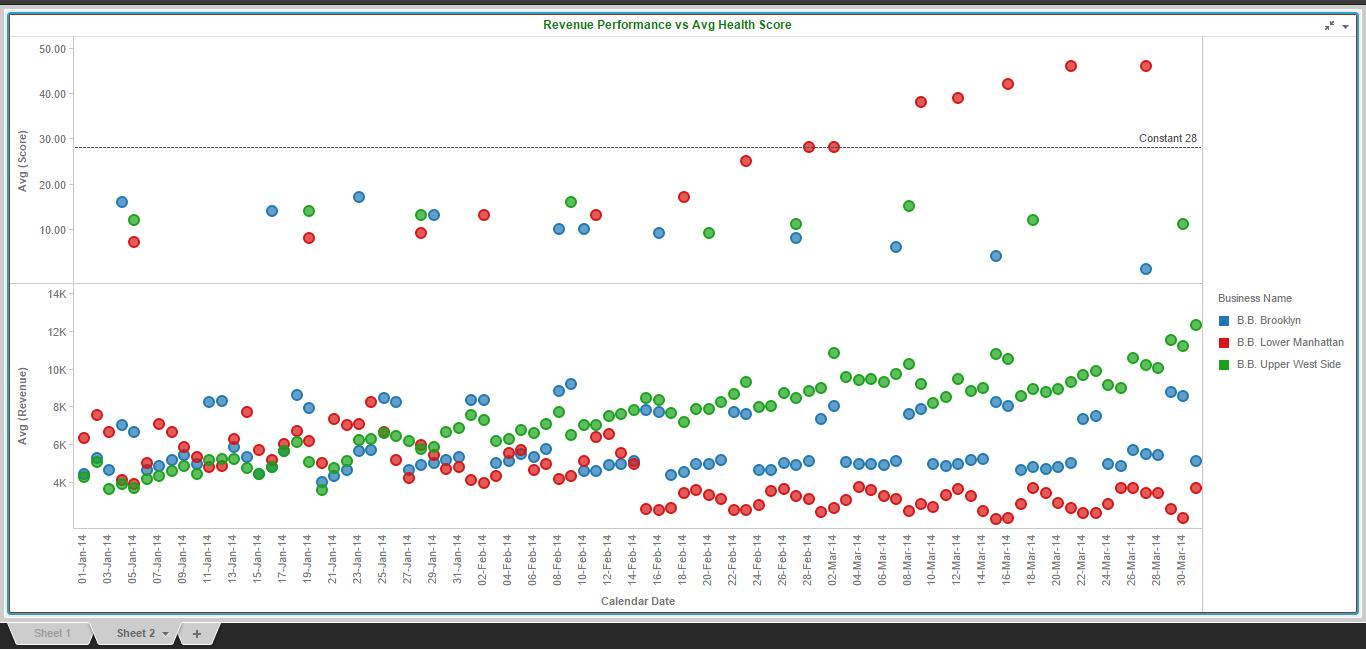 Revenue Performance vs Avg Health Score
Avg (Score)
50.00
40.00
30.00
20.00
10.00
Constant 28
Avg (Revenue)
14K
12K
10K
8K
6K
4K
Business Name
B.B. Brooklyn
B.B. Lower Manhattan
B.B. Upper West Side
01-Jan-14
03-Jan-14
05-Jan-14
07-Jan-14
09-Jan-14
11-Jan-14
13-Jan-14
15-Jan-14
17-Jan-14
19-Jan-14
21-Jan-14
23-Jan-14
25-Jan-14
27-Jan-14
29-Jan-14
31-Jan-14
02-Feb-14
04-Feb-14
06-Feb-14
08-Feb-14
10-Feb-14
12-Feb-14
14-Feb-14
16-Feb-14
18-Feb-14
20-Feb-14
22-Feb-14
24-Feb-14
26-Feb-14
28-Feb-14
02-Mar-14
04-Mar-14
06-Mar-14
08-Mar-14
10-Mar-14
12-Mar-14
14-Mar-14
16-Mar-14
18-Mar-14
20-Mar-14
22-Mar-14
24-Mar-14
26-Mar-14
28-Mar-14
30-Mar-14
Calendar Date
Sheet 1
Sheet 2
+